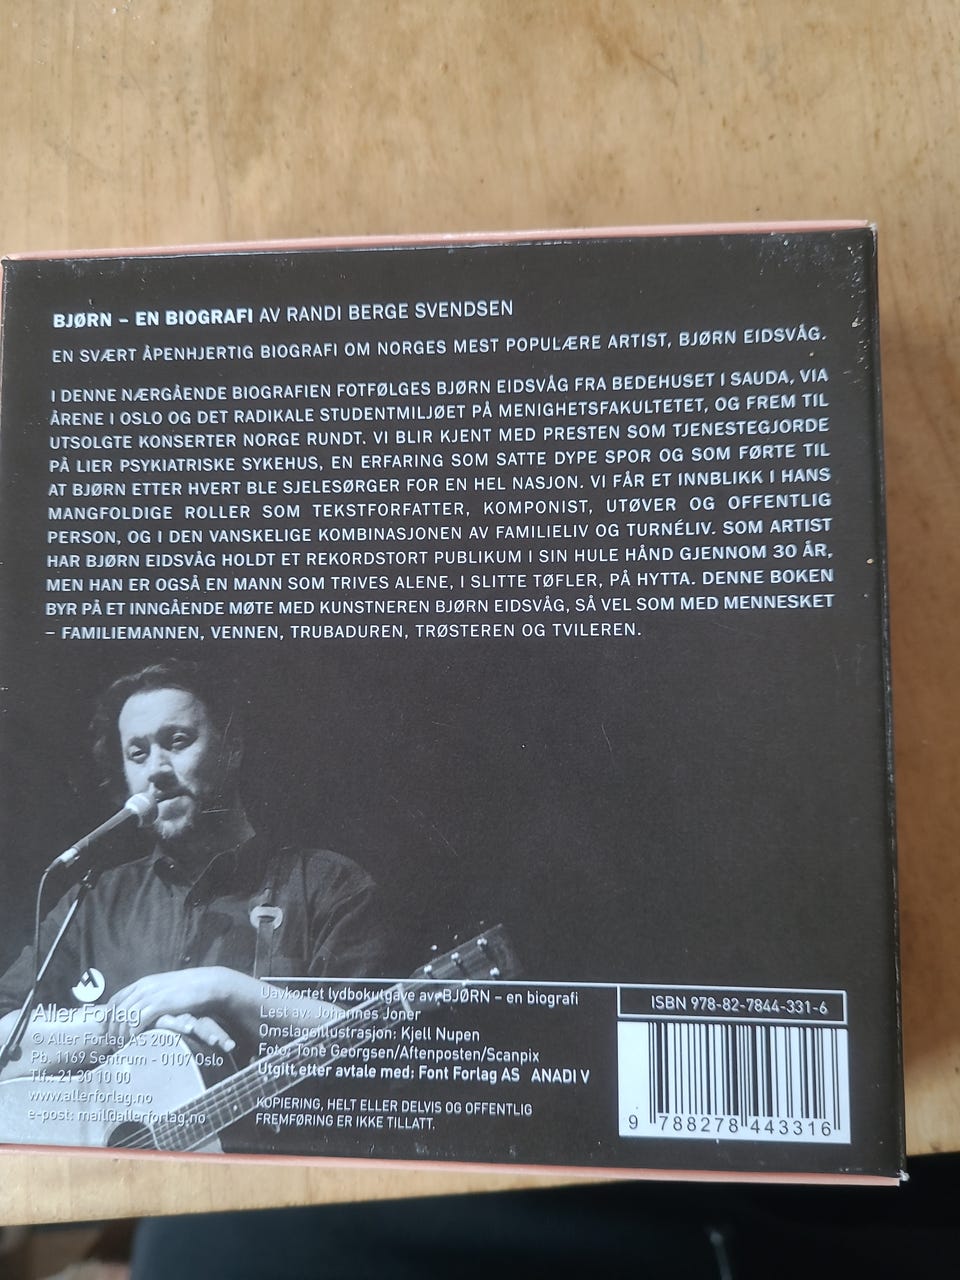 BJØRN – EN BIOGRAFI AV RANDI BERGE SVENDSEN
EN SVÆRT ÅPENHJERTIG BIOGRAFI OM NORGES MEST POPULÆRE ARTIST, BJØRN EIDSVÅG.
I DENNE NÆRGÅENDE BIOGRAFIEN FOTFØLGES BJØRN EIDSVÅG FRA BEDEHUSET I SAUDA, VIA
ÅRENE I OSLO OG DET RADIKALE STUDENTMILJØET PÅ MENIGHETSFAKULTETET, OG FREM TIL
UTSOLGTE KONSERTER NORGE RUNDT. VI BLIR KJENT MED PRESTEN SOM TJENESTEGJORDE
PÅ LIER PSYKIATRISKE SYKEHUS, EN ERFARING SOM SATTE DYPE SPOR OG SOM FØRTE TIL
AT BJØRN ETTER HVERT BLE SJELESØRGER FOR EN HEL NASJON. VI FÅR ET INNBLIKK I HANS
MANGFOLDIGE ROLLER SOM TEKSTFORFATTER, KOMPONIST, UTØVER OG OFFENTLIG
PERSON, OG I DEN VANSKELIGE KOMBINASJONEN AV FAMILIELIV OG TURNÉLIV. SOM ARTIST
HAR BJØRN EIDSVÅG HOLDT ET REKORDSTORT PUBLIKUM I SIN HULE HÅND GJENNOM 30 ÅR,
MEN HAN ER OGSÅ EN MANN SOM TRIVES ALENE, I SLITTE TØFLER, PÅ HYTTA. DENNE BOKEN
BYR PÅ ET INNGÅENDE MØTE MED KUNSTNEREN BJØRN EIDSVÅG, SÅ VEL SOM MED MENNESKET
– FAMILIEMANNEN, VENNEN, TRUBADUREN, TRØSTEREN OG TVILEREN.
Aller Forlag
© Aller Forlag AS 2007
Pb. 1169 Sentrum - 0107 Oslo
Tlf.: 21 30 10 00
www.allerforlag.no
e-post: mail@allerforlag.no
Uavkortet lydbokutgave av: BJØRN – en biografi
Lest av: Johannes Joner
Omslagsillustrasjon: Kjell Nupen
Foto: Tone Georgsen/Aftenposten/Scanpix
Utgitt etter avtale med: Font Forlag AS ANADI V
KOPIERING, HELT ELLER DELVIS OG OFFENTLIG
FREMFØRING ER IKKE TILLATT.
ISBN 978-82-7844-331-6
9 788278 443316